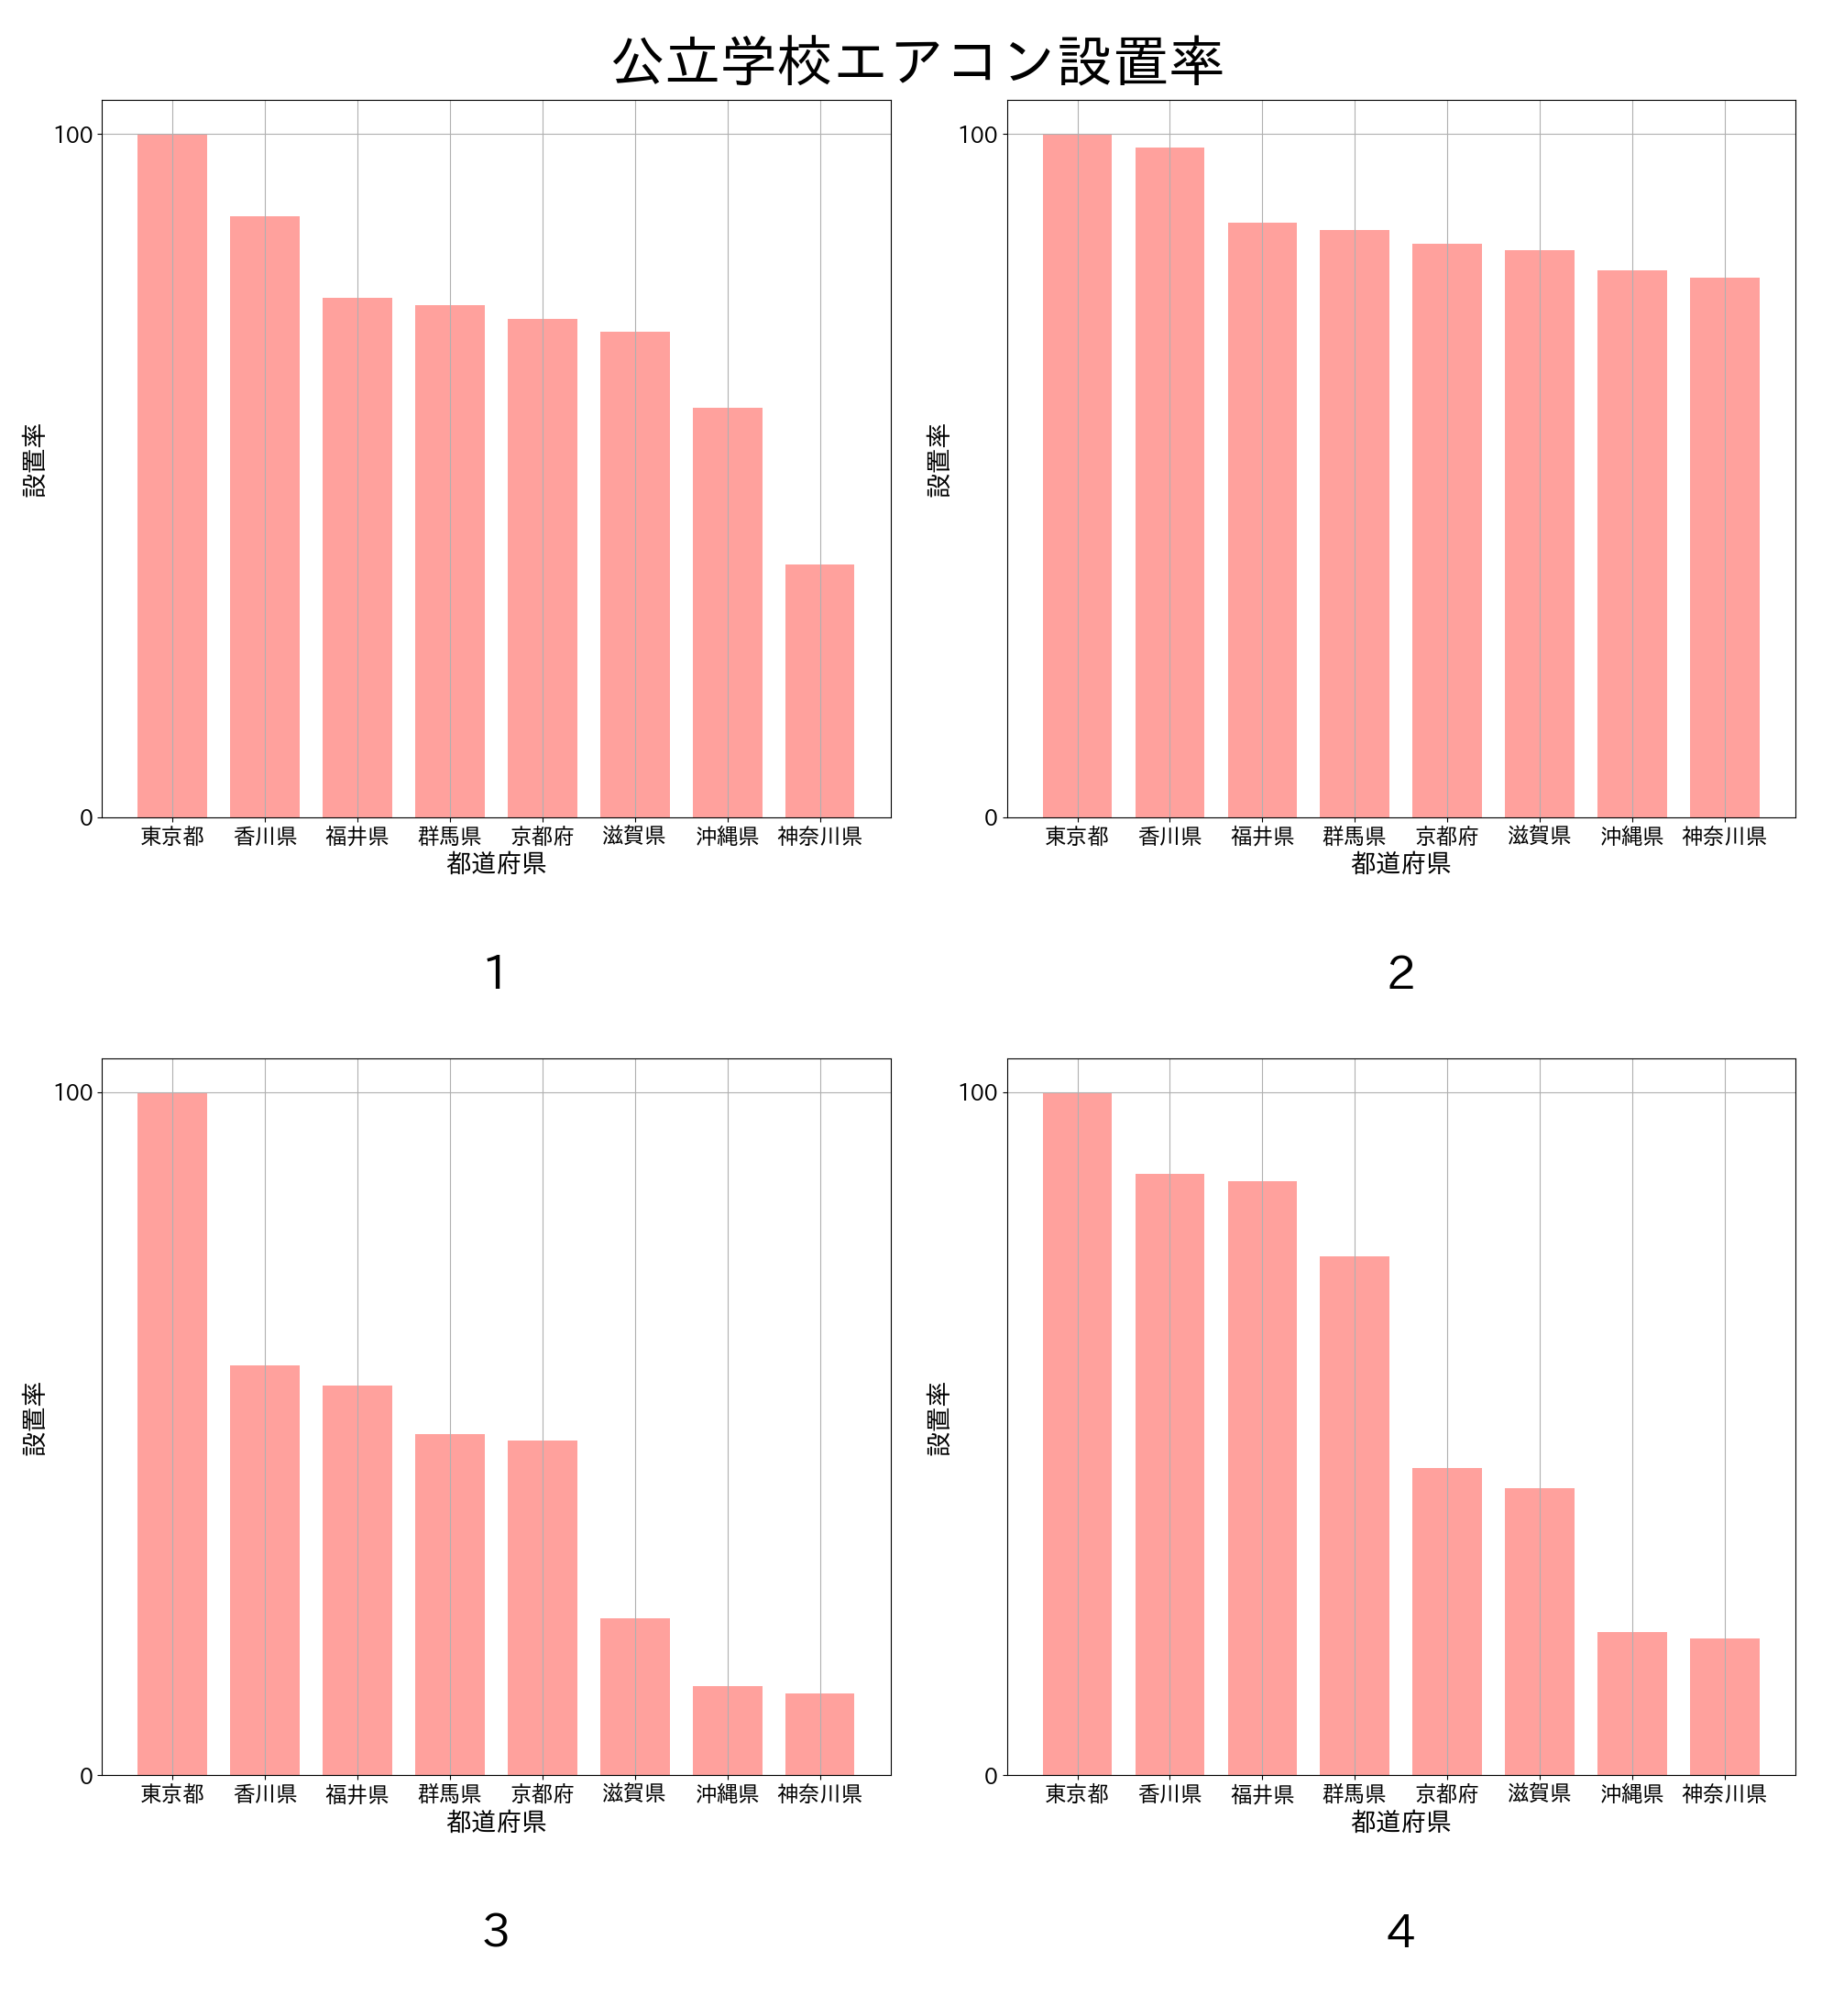 公立学校エアコン設置率
100
0
設置率
東京都 香川県 福井県 群馬県 京都府 滋賀県 沖縄県 神奈川県
都道府県
1
100
0
設置率
東京都 香川県 福井県 群馬県 京都府 滋賀県 沖縄県 神奈川県
都道府県
2
100
0
設置率
東京都 香川県 福井県 群馬県 京都府 滋賀県 沖縄県 神奈川県
都道府県
3
100
0
設置率
東京都 香川県 福井県 群馬県 京都府 滋賀県 沖縄県 神奈川県
都道府県
4